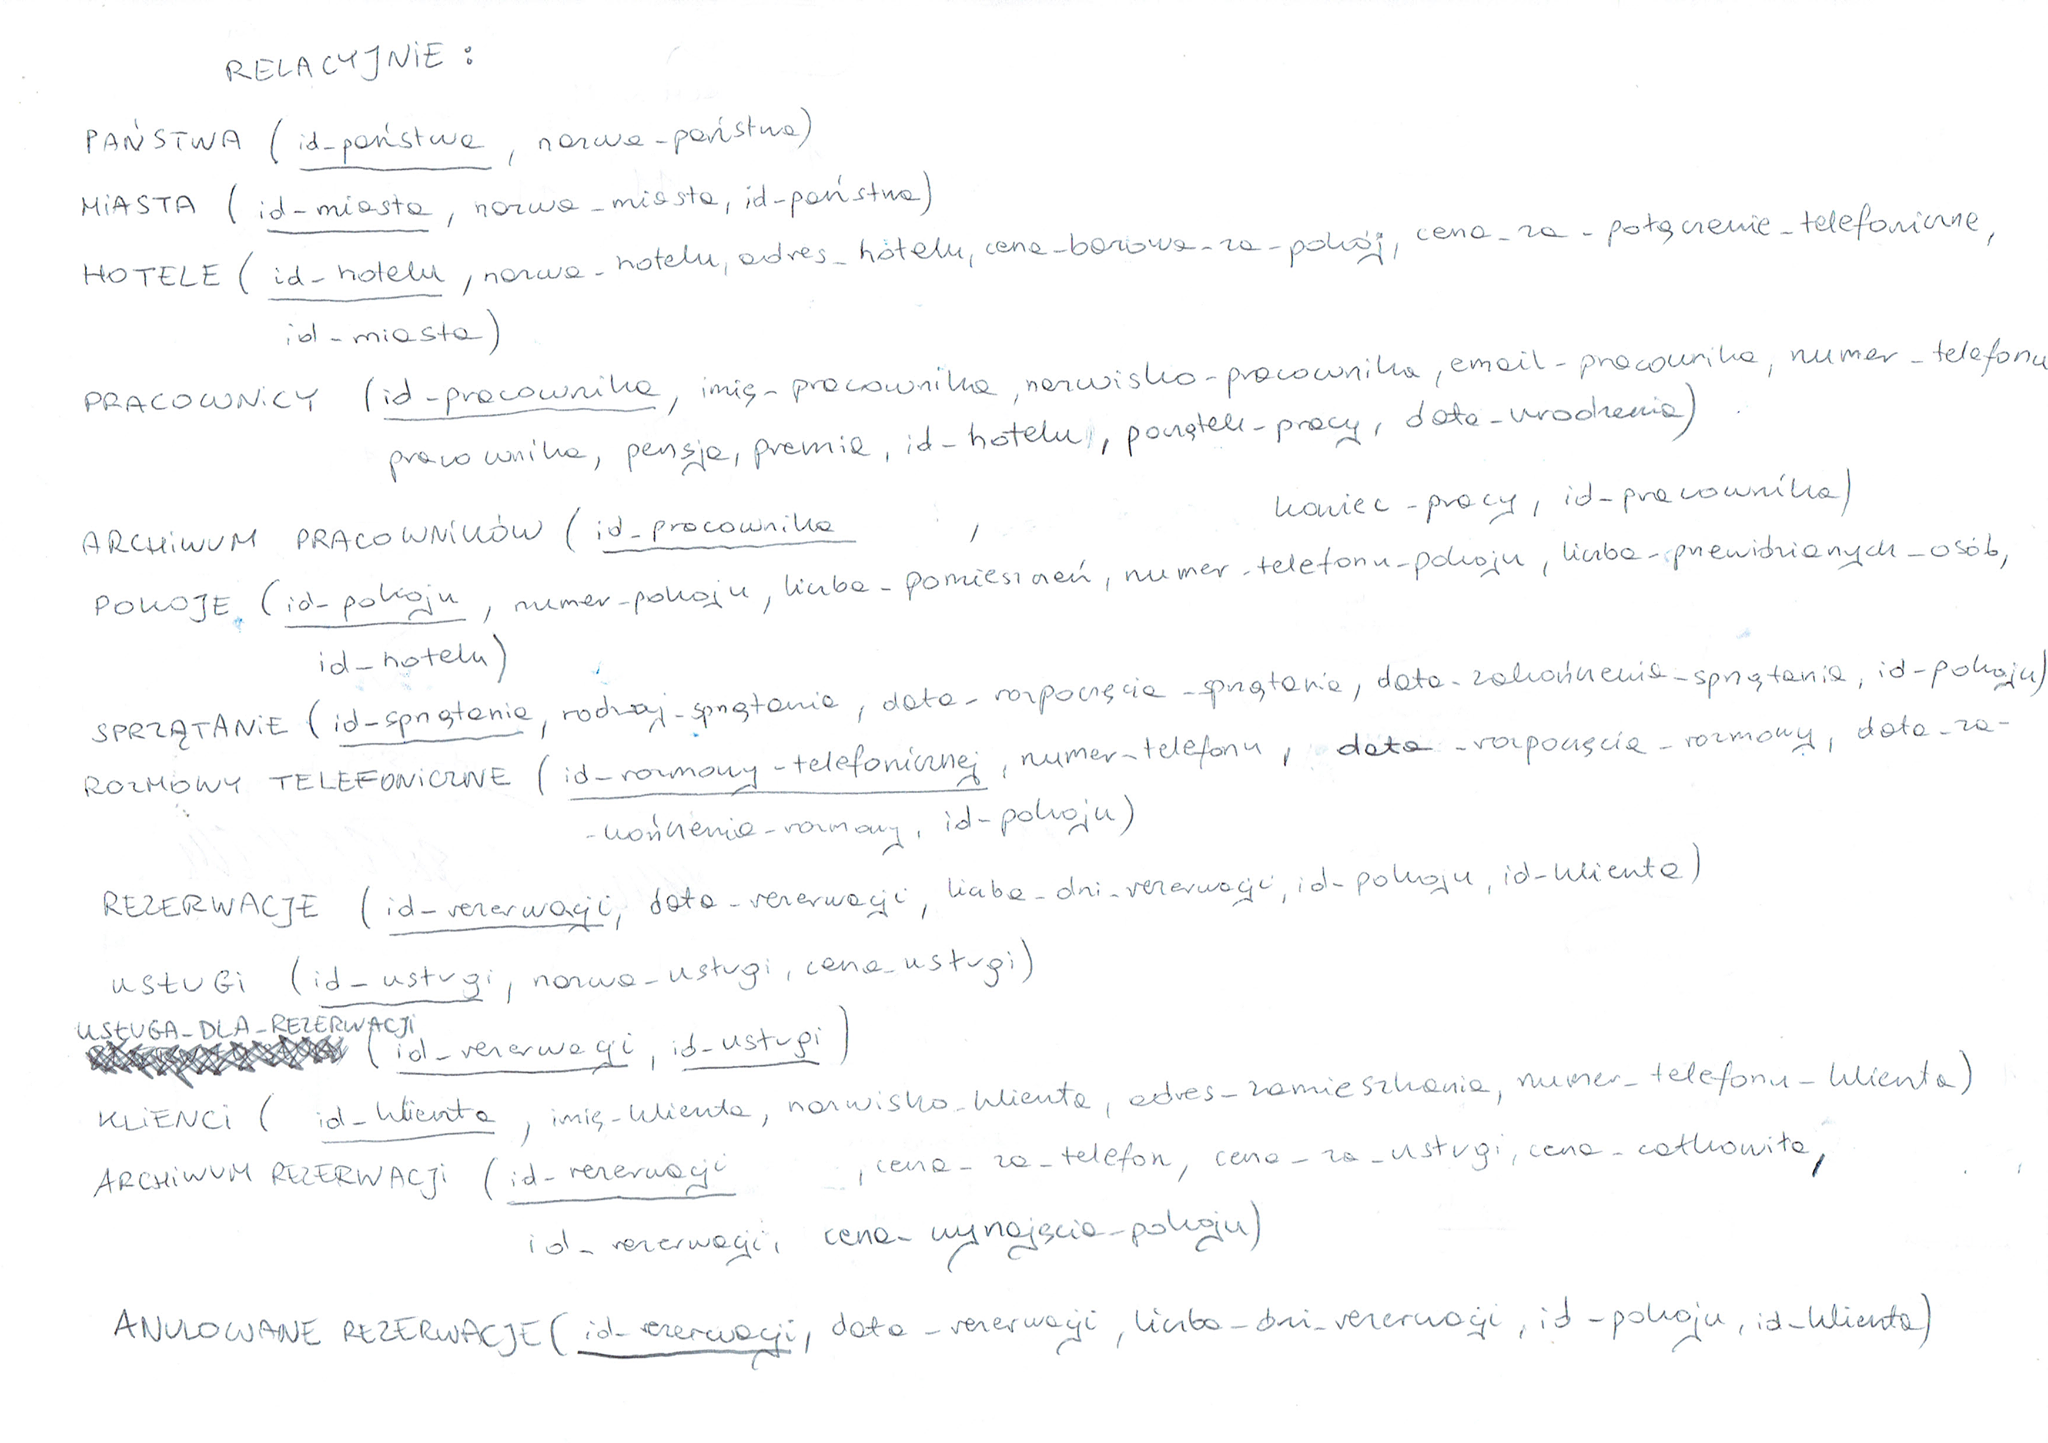 RELACYJNIE:
PAŃSTWA (id_państwa, nazwa_państwa)
MIASTA (id_miasta, nazwa_miasta, id_państwa)
HOTELE (id_hotelu, nazwa_hotelu, adres_hotelu, cena_bazowa_za_pokój, cena_za_połączenie_telefoniczne,
id_miasta)
PRACOWNICY (id_pracownika, imię_pracownika, nazwisko_pracownika, email_pracownika, numer_telefonu
pracownika, pensja, premia, id_hotelu, początek_pracy, data_urodzenia)
ARCHIWUM PRACOWNIKÓW (id_pracownika, koniec_pracy, id_pracownika)
POKOJE (id_pokoju, numer_pokoju, liczba_pomieszczeń, numer_telefonu_pokoju, liczba_przewidzianych_osób,
id_hotelu)
SPRZĄTANIE (id_sprzątania, rodzaj_sprzątania, data_rozpoczęcia_sprzątania, data_zakończenia_sprzątania, id_pokoju)
ROZMOWY TELEFONICZNE (id_rozmowy_telefonicznej, numer_telefonu, data_rozpoczęcia_rozmowy, data_za-
-kończenia_rozmowy, id_pokoju)
REZERWACJE (id_rezerwacji, data_rezerwacji, liczba_dni_rezerwacji, id_pokoju, id_klienta)
USŁUGI (id_usługi, nazwa_usługi, cena_usługi)
USŁUGA_DLA_REZERWACJI (id_rezerwacji, id_usługi)
KLIENCI (id_klienta, imię_klienta, nazwisko_klienta, adres_zamieszkania, numer_telefonu_klienta)
ARCHIWUM REZERWACJI (id_rezerwacji, cena_za_telefon, cena_za_usługi, cena_całkowita,
id_rezerwacji, cena_wynajęcia_pokoju)
ANULOWANE REZERWACJE (id_rezerwacji, data_rezerwacji, liczba_dni_rezerwacji, id_pokoju, id_klienta)